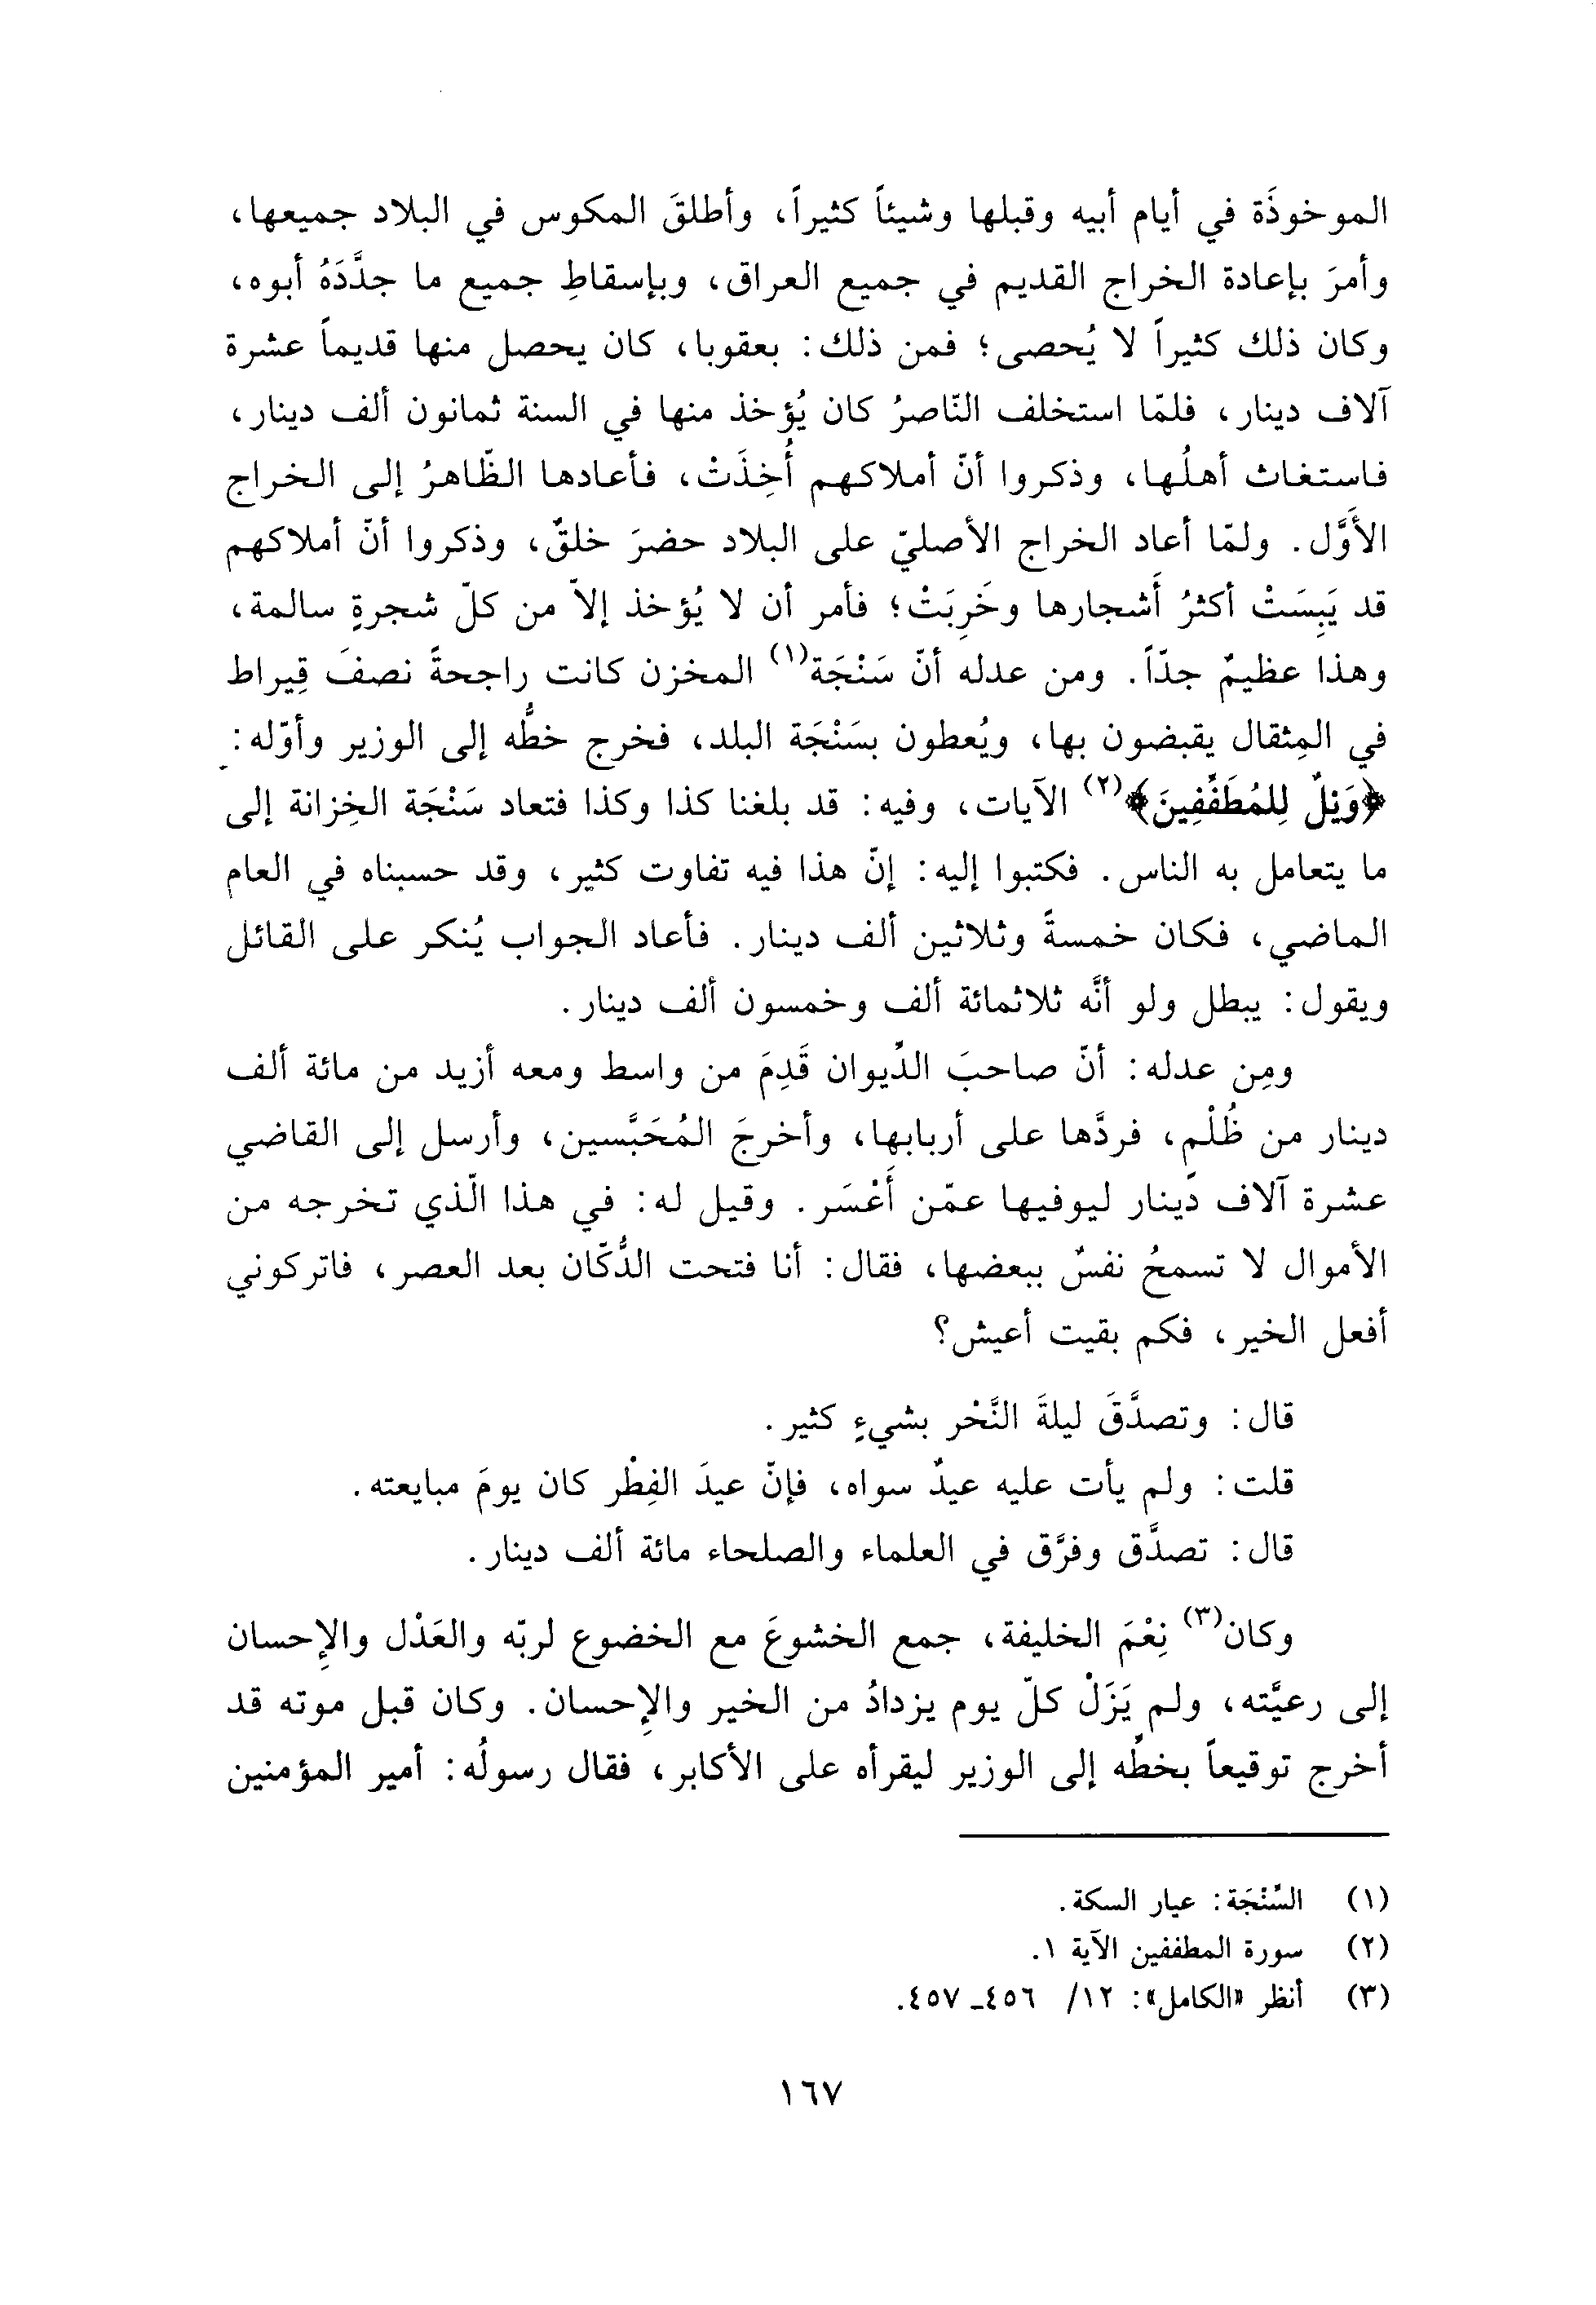 الموخوذَة في أيام أبيه وقبلها وشيئاً كثيراً، وأطلقَ المكوس في البلاد جميعها،
وأمرَ بإعادة الخراج القديم في جميع العراق، وبإسقاطِ جميع ما جدَّدَهُ أبوه،
وكان ذلك كثيراً لا يُحصى؛ فمن ذلك: بعقوبا، كان يحصل منها قديماً عشرة
آلاف دينار، فلمّا استخلف النّاصرُ كان يُؤخذ منها في السنة ثمانون ألف دينار،
فاستغاث أهلُها، وذكروا أنّ أملاكهم أُخِذَتْ، فأعادها الظّاهرُ إلى الخراج
الأوَّل. ولمّا أعاد الخراج الأصليّ على البلاد حضرَ خلقٌ، وذكروا أنّ أملاكهم
قد يَبِسَتْ أكثرُ أَشجارها وخَرِبَتْ؛ فأمر أن لا يُؤخذ إلاّ من كلّ شجرةٍ سالمة،
وهذا عظيمٌ جدّاً. ومن عدله أنّ سَنْجَة(١) المخزن كانت راجحةً نصفَ قِيراط
في المِثقال يقبضون بها، ويُعطون بسَنْجَة البلد، فخرج خطُّه إلى الوزير وأوّله:
﴿وَيْلٌ لِلمُطَفِّفِينَ﴾(٢) الآيات، وفيه: قد بلغنا كذا وكذا فتعاد سَنْجَة الخِزانة إلى
ما يتعامل به الناس. فكتبوا إليه: إنّ هذا فيه تفاوت كثير، وقد حسبناه في العام
الماضي، فكان خمسةً وثلاثين ألف دينار. فأعاد الجواب يُنكر على القائل
ويقول: يبطل ولو أنَّه ثلاثمائة ألف وخمسون ألف دينار.
ومِن عدله: أنّ صاحبَ الدِّيوان قَدِمَ من واسط ومعه أزيد من مائة ألف
دينار من ظُلْمٍ، فردَّها على أربابها، وأخرجَ المُحَبَّسين، وأرسل إلى القاضي
عشرة آلاف دينار ليوفيها عمّن أَعْسَر. وقيل له: في هذا الّذي تخرجه من
الأموال لا تسمحُ نفسٌ ببعضها، فقال: أنا فتحت الدُّكّان بعد العصر، فاتركوني
أفعل الخير، فكم بقيت أعيش؟
قال: وتصدَّقَ ليلةَ النَّحْر بشيءٍ كثير.
قلت: ولم يأت عليه عيدٌ سواه، فإنّ عيدَ الفِطْر كان يومَ مبايعته.
قال: تصدَّق وفرَّق في العلماء والصلحاء مائة ألف دينار.
وكان(٣) نِعْمَ الخليفة، جمع الخشوعَ مع الخضوع لربّه والعَدْل والإحسان
إلى رعيَّته، ولم يَزَلْ كلّ يوم يزدادُ من الخير والإحسان. وكان قبل موته قد
أخرج توقيعاً بخطِّه إلى الوزير ليقرأه على الأكابر، فقال رسولُه: أمير المؤمنين
(١) السَّنْجَة: عيار السكة.
(٢) سورة المطففين الآية ١.
(٣) أنظر «الكامل»: ١٢/ ٤٥٦ـ ٤٥٧.
١٦٧